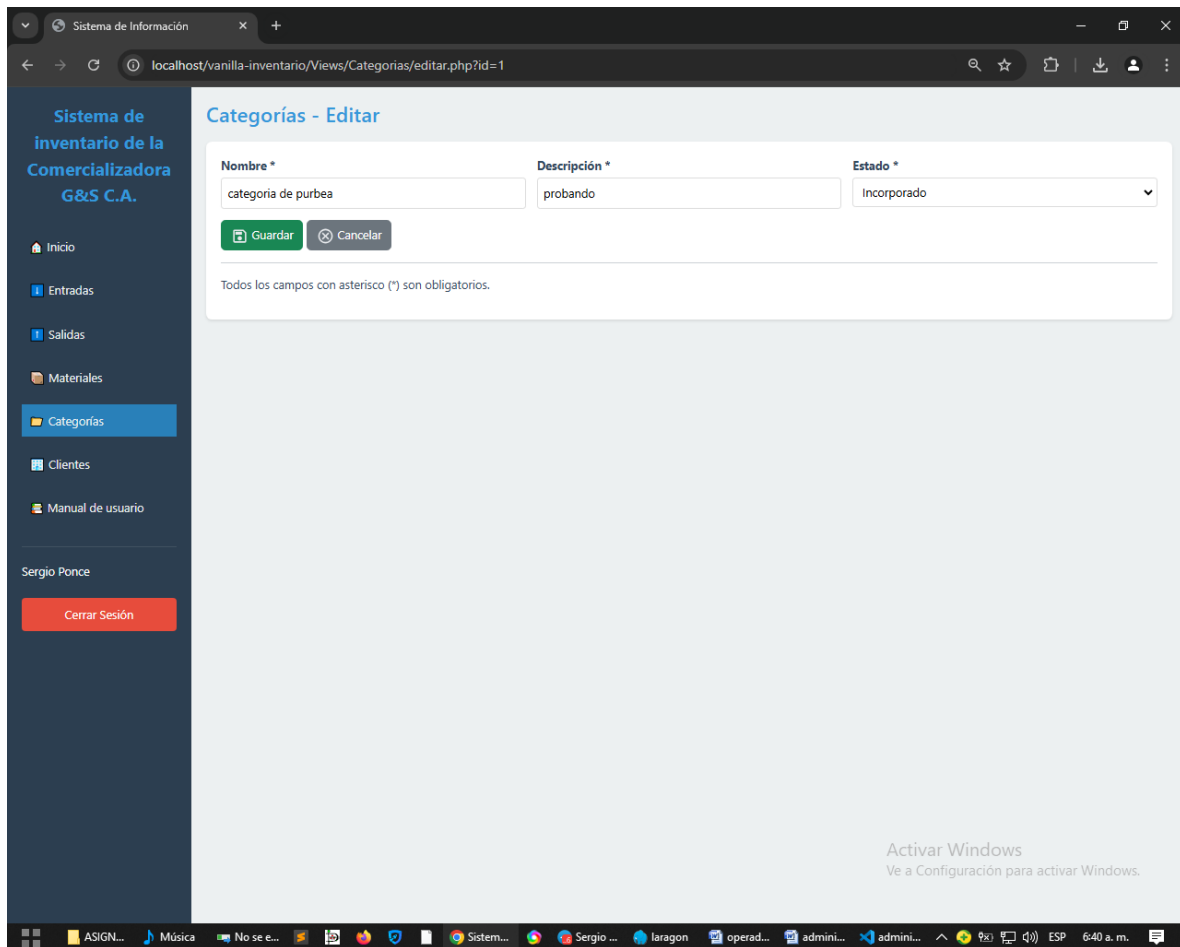 Sistema de Información
localhost/vanilla-inventario/Views/Categorias/editar.php?id=1
Sistema de
inventario de la
Comercializadora
G&S C.A.
Inicio
Entradas
Salidas
Materiales
Categorías
Clientes
Manual de usuario
Sergio Ponce
Cerrar Sesión
Categorías - Editar
Nombre * Descripción * Estado *
categoria de purbea probando Incorporado
Guardar Cancelar
Todos los campos con asterisco (*) son obligatorios.
Activar Windows
Ve a Configuración para activar Windows.
ASIGN... Música No se e... Sistem... Sergio ... laragon operad... admini... admini... ESP 6:40 a. m.